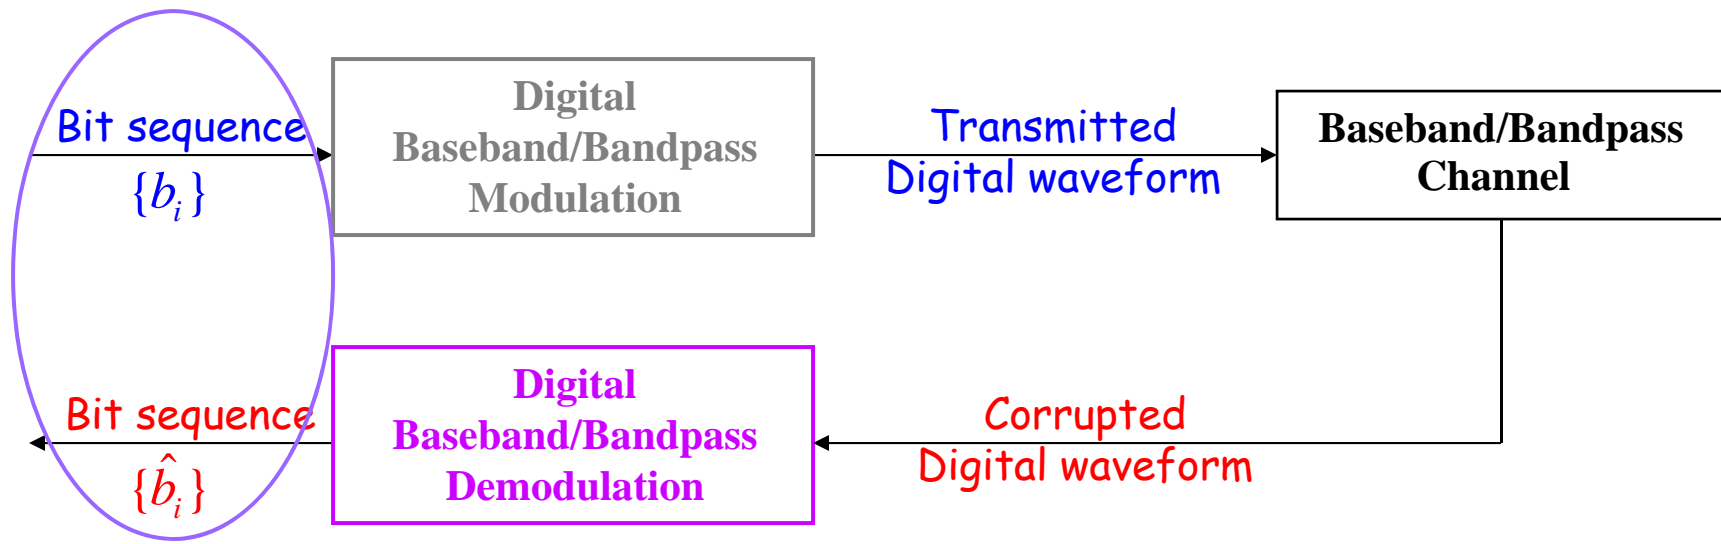 Bit sequence
{b_i}
Digital
Baseband/Bandpass
Modulation
Transmitted
Digital waveform
Baseband/Bandpass
Channel
Bit sequence
{b̂_i}
Digital
Baseband/Bandpass
Demodulation
Corrupted
Digital waveform